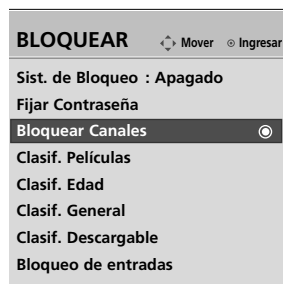 BLOQUEAR Mover Ingresar
Sist. de Bloqueo : Apagado
Fijar Contraseña
Bloquear Canales
Clasif. Películas
Clasif. Edad
Clasif. General
Clasif. Descargable
Bloqueo de entradas